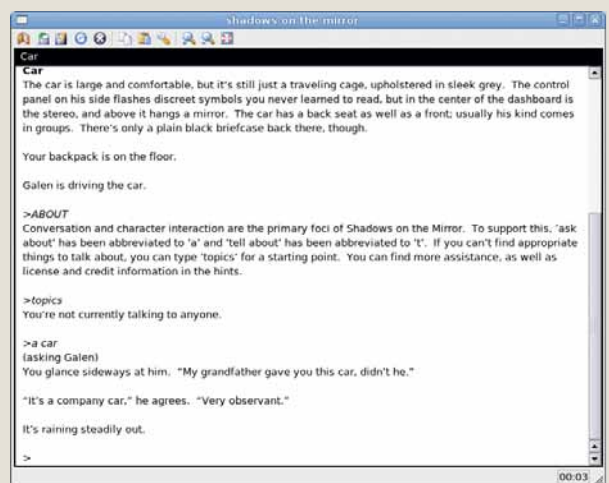 shadows on the mirror
Car
Car
The car is large and comfortable, but it's still just a traveling cage, upholstered in sleek grey. The control
panel on his side flashes discreet symbols you never learned to read, but in the center of the dashboard is
the stereo, and above it hangs a mirror. The car has a back seat as well as a front; usually his kind comes
in groups. There's only a plain black briefcase back there, though.
Your backpack is on the floor.
Galen is driving the car.
>ABOUT
Conversation and character interaction are the primary foci of Shadows on the Mirror. To support this, 'ask
about' has been abbreviated to 'a' and 'tell about' has been abbreviated to 't'. If you can't find appropriate
things to talk about, you can type 'topics' for a starting point. You can find more assistance, as well as
license and credit information in the hints.
>topics
You're not currently talking to anyone.
>a car
(asking Galen)
You glance sideways at him. "My grandfather gave you this car, didn't he."
"It's a company car," he agrees. "Very observant."
It's raining steadily out.
>
00:03